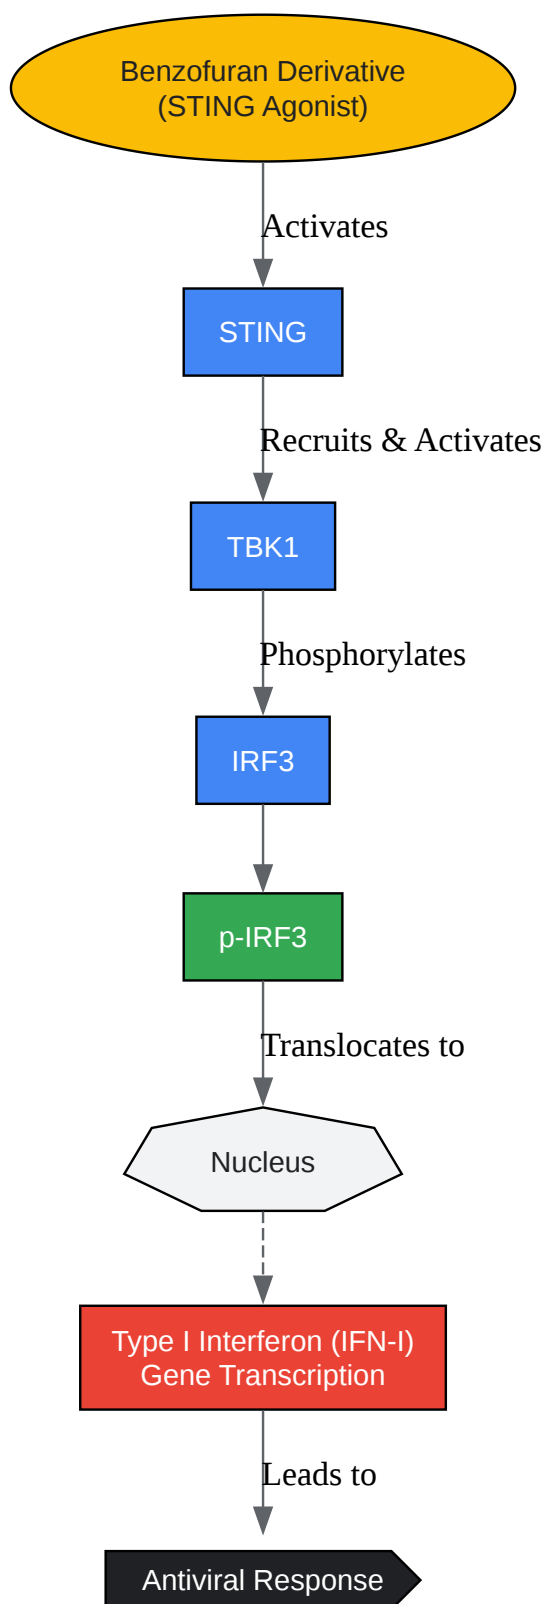 Benzofuran Derivative
(STING Agonist)
Activates
STING
Recruits & Activates
TBK1
Phosphorylates
IRF3
p-IRF3
Translocates to
Nucleus
Type I Interferon (IFN-I)
Gene Transcription
Leads to
Antiviral Response